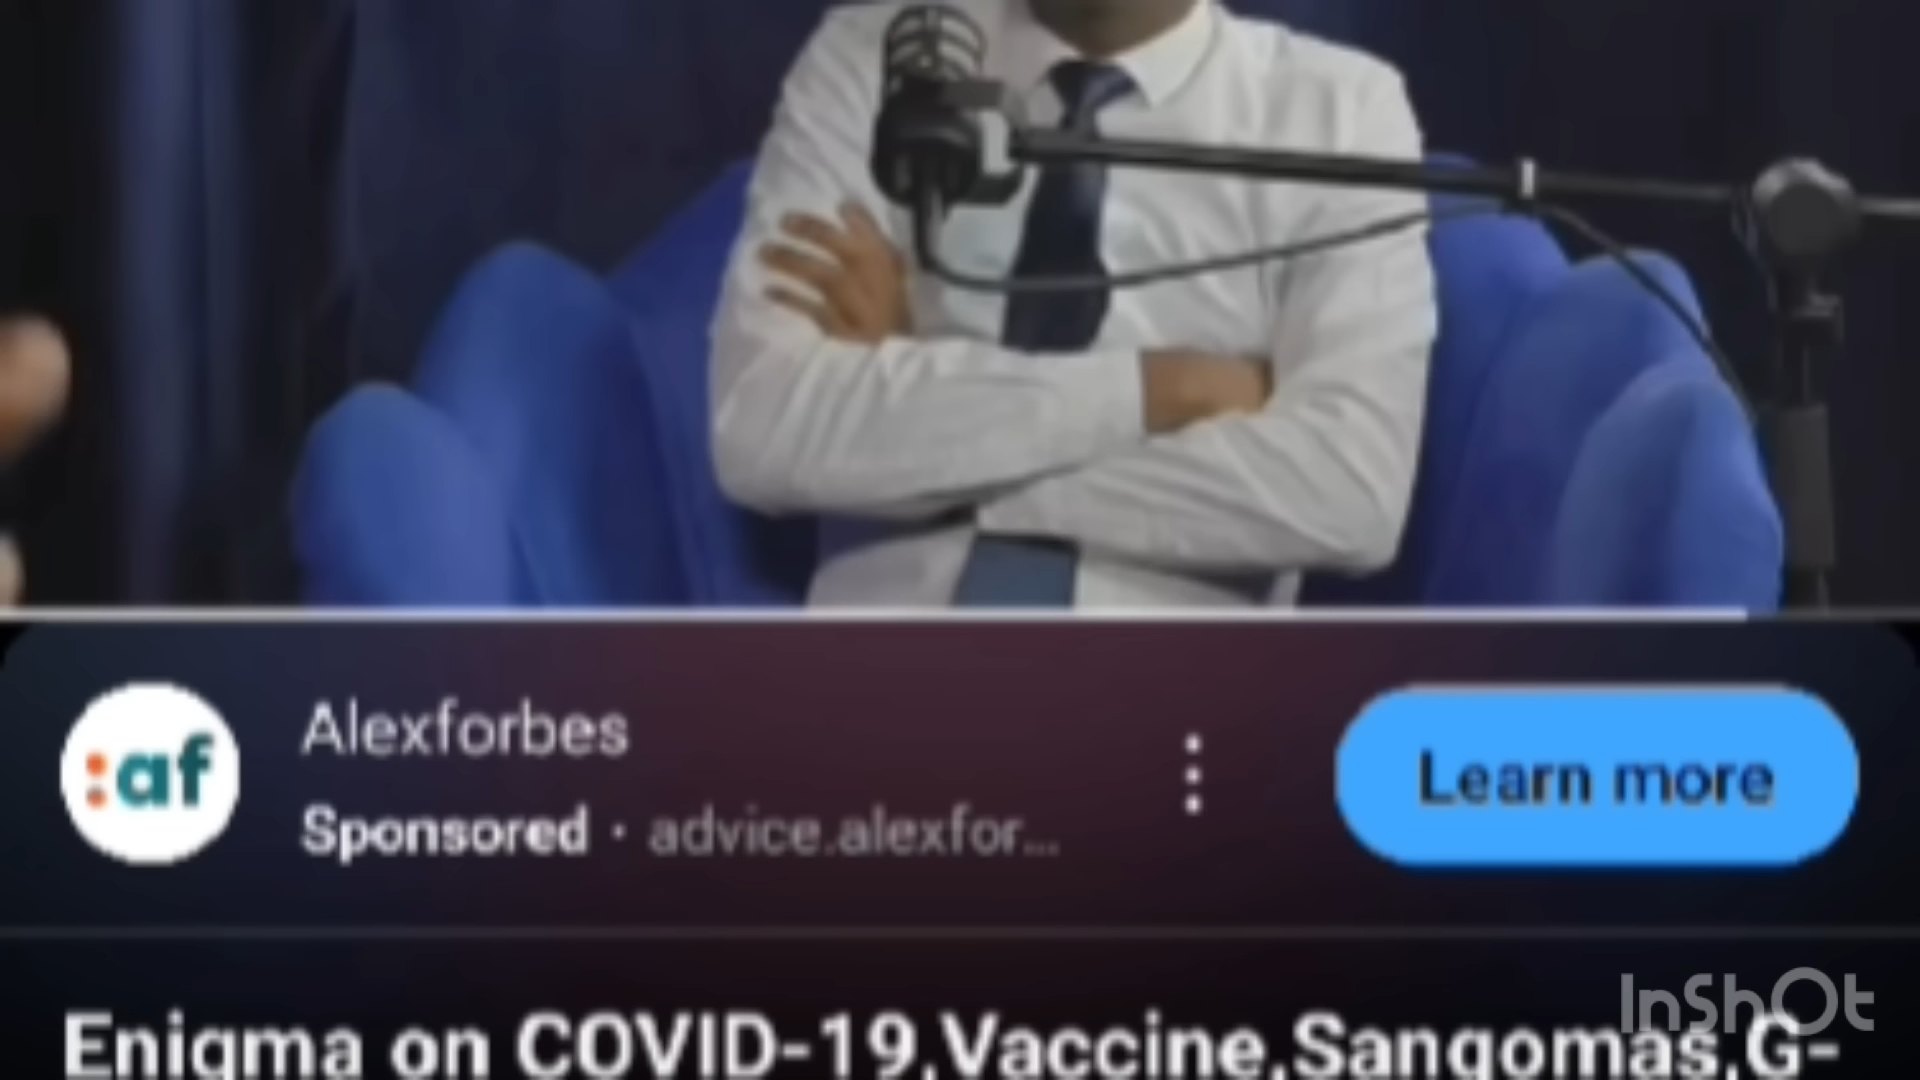 :af
Alexforbes
Sponsored · advice.alexfor...
Learn more
InShOt
Enigma on COVID-19,Vaccine,Sangomas,G-